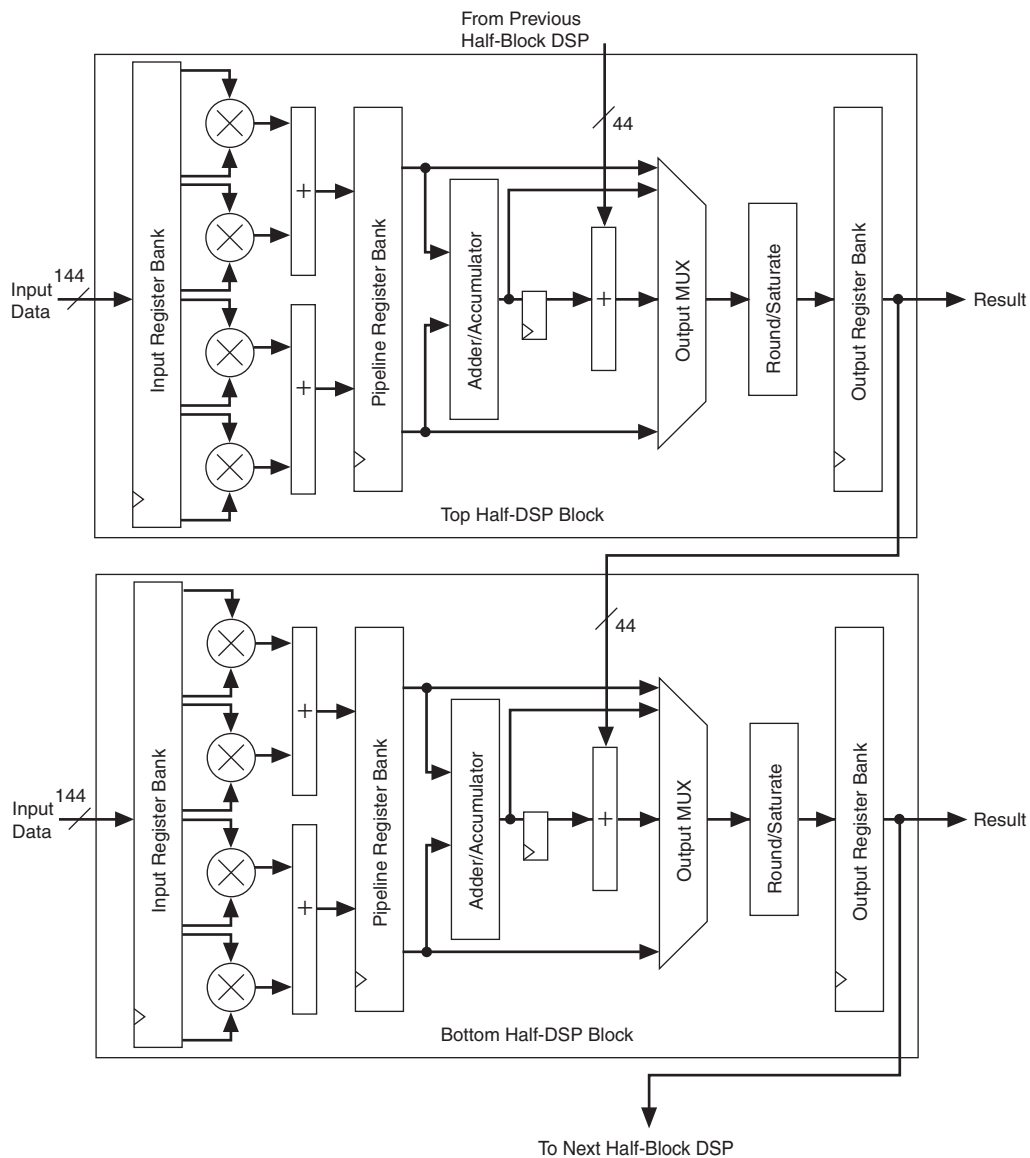 From Previous
Half-Block DSP
44
144
Input
Data
Input Register Bank
+
+
Pipeline Register Bank
Adder/Accumulator
+
Output MUX
Round/Saturate
Output Register Bank
Result
Top Half-DSP Block
44
144
Input
Data
Input Register Bank
+
+
Pipeline Register Bank
Adder/Accumulator
+
Output MUX
Round/Saturate
Output Register Bank
Result
Bottom Half-DSP Block
To Next Half-Block DSP